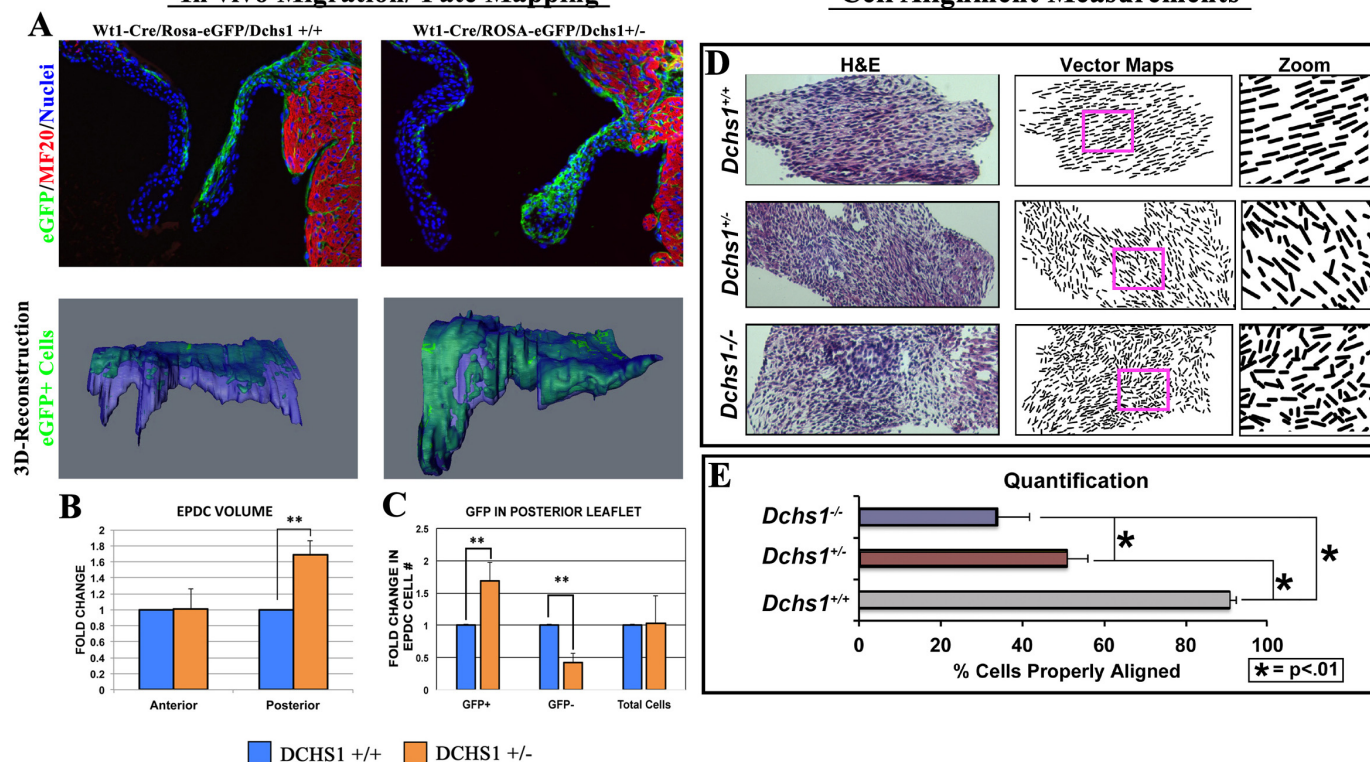 In vivo Migration/ Fate Mapping
Cell Alignment Measurements
A
Wt1-Cre/Rosa-eGFP/Dchs1 +/+
Wt1-Cre/ROSA-eGFP/Dchs1+/-
eGFP/MF20/Nuclei
3D-Reconstruction
eGFP+ Cells
B
EPDC VOLUME
FOLD CHANGE
2
1.8
1.6
1.4
1.2
1
0.8
0.6
0.4
0.2
0
**
Anterior
Posterior
C
GFP IN POSTERIOR LEAFLET
FOLD CHANGE IN
EPDC CELL #
2.5
2
1.5
1
0.5
0
**
**
GFP+
GFP-
Total Cells
DCHS1 +/+
DCHS1 +/-
D
H&E
Vector Maps
Zoom
Dchs1+/+
Dchs1+/-
Dchs1-/-
E
Quantification
Dchs1-/-
Dchs1+/-
Dchs1+/+
*
*
*
0
20
40
60
80
100
% Cells Properly Aligned
*= p<.01